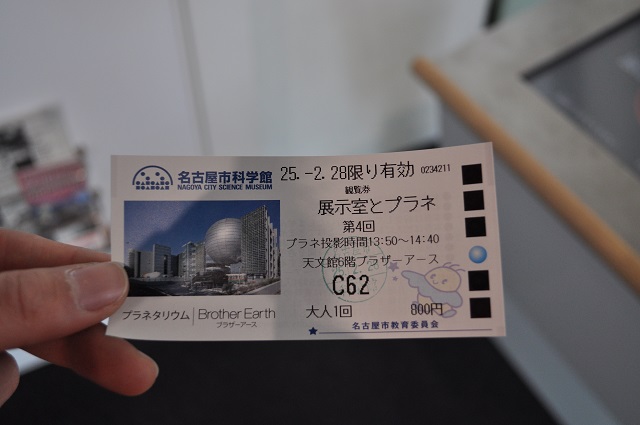 名古屋市科学館
NAGOYA CITY SCIENCE MUSEUM
25.-2.28限り有効
0234211
観覧券
展示室とプラネ
第4回
プラネ投影時間13:50～14:40
天文館6階ブラザーアース
C62
大人1回
800円
プラネタリウム | Brother Earth
ブラザーアース
名古屋市教育委員会